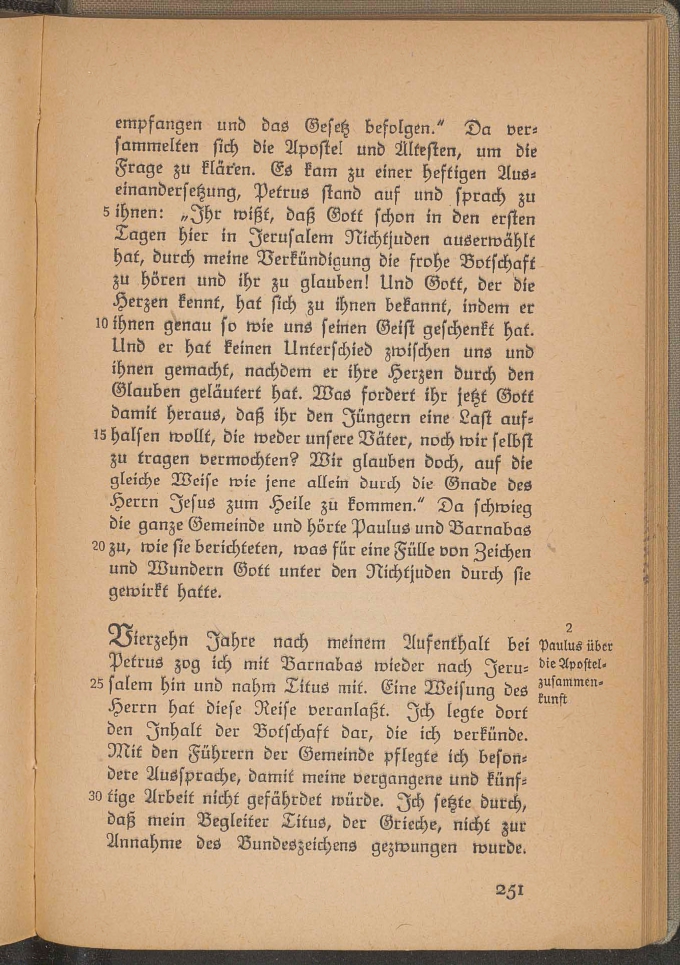 empfangen und das Gesetz befolgen.“ Da ver-
sammelten sich die Apostel und Ältesten, um die
Frage zu klären. Es kam zu einer heftigen Aus-
einandersetzung, Petrus stand auf und sprach zu
5 ihnen: „Ihr wißt, daß Gott schon in den ersten
Tagen hier in Jerusalem Nichtjuden auserwählt
hat, durch meine Verkündigung die frohe Botschaft
zu hören und ihr zu glauben! Und Gott, der die
Herzen kennt, hat sich zu ihnen bekannt, indem er
10 ihnen genau so wie uns seinen Geist geschenkt hat.
Und er hat keinen Unterschied zwischen uns und
ihnen gemacht, nachdem er ihre Herzen durch den
Glauben geläutert hat. Was fordert ihr jetzt Gott
damit heraus, daß ihr den Jüngern eine Last auf-
15 halsen wollt, die weder unsere Väter, noch wir selbst
zu tragen vermochten? Wir glauben doch, auf die
gleiche Weise wie jene allein durch die Gnade des
Herrn Jesus zum Heile zu kommen.“ Da schwieg
die ganze Gemeinde und hörte Paulus und Barnabas
20 zu, wie sie berichteten, was für eine Fülle von Zeichen
und Wundern Gott unter den Nichtjuden durch sie
gewirkt hatte.
Vierzehn Jahre nach meinem Aufenthalt bei
Petrus zog ich mit Barnabas wieder nach Jeru-
25 salem hin und nahm Titus mit. Eine Weisung des
Herrn hat diese Reise veranlaßt. Ich legte dort
den Inhalt der Botschaft dar, die ich verkünde.
Mit den Führern der Gemeinde pflegte ich beson-
dere Aussprache, damit meine vergangene und künf-
30 tige Arbeit nicht gefährdet würde. Ich setzte durch,
daß mein Begleiter Titus, der Grieche, nicht zur
Annahme des Bundeszeichens gezwungen wurde.
2
Paulus über
die Apostel-
zusammen-
kunft
251